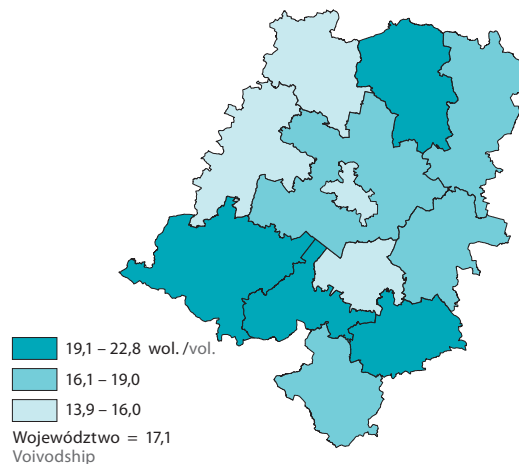 19,1 – 22,8 wol./vol.
16,1 – 19,0
13,9 – 16,0
Województwo = 17,1
Voivodship